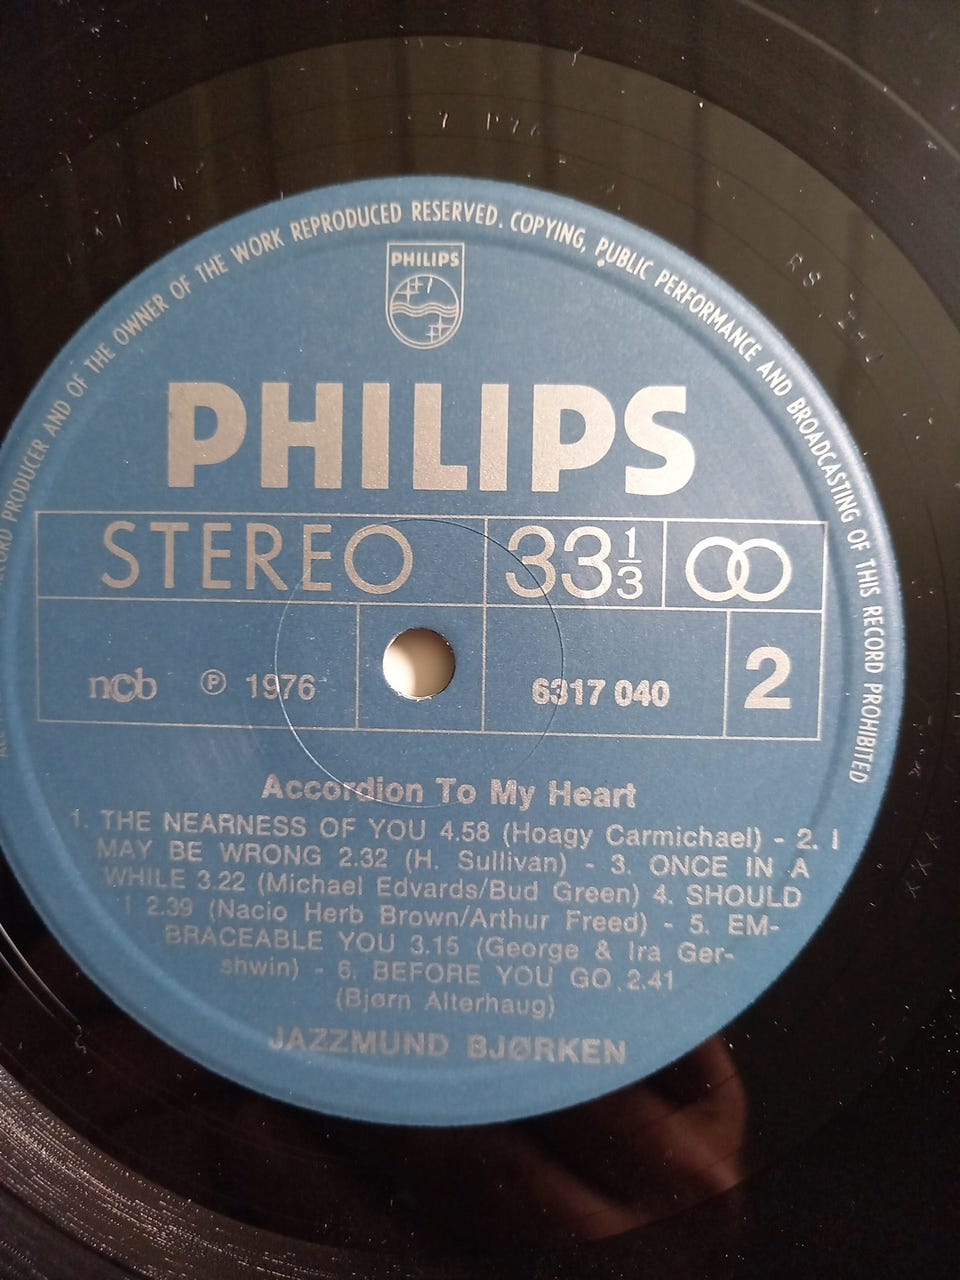 RECORD PRODUCER AND OF THE OWNER OF THE WORK REPRODUCED RESERVED. COPYING, PUBLIC PERFORMANCE AND BROADCASTING OF THIS RECORD PROHIBITED
PHILIPS
PHILIPS
STEREO 33 1/3
ncb ℗ 1976 6317 040 2
Accordion To My Heart
1. THE NEARNESS OF YOU 4.58 (Hoagy Carmichael) - 2. I
MAY BE WRONG 2.32 (H. Sullivan) - 3. ONCE IN A
WHILE 3.22 (Michael Edvards/Bud Green) 4. SHOULD
I 2.39 (Nacio Herb Brown/Arthur Freed) - 5. EM-
BRACEABLE YOU 3.15 (George & Ira Ger-
shwin) - 6. BEFORE YOU GO 2.41
(Bjørn Alterhaug)
JAZZMUND BJØRKEN